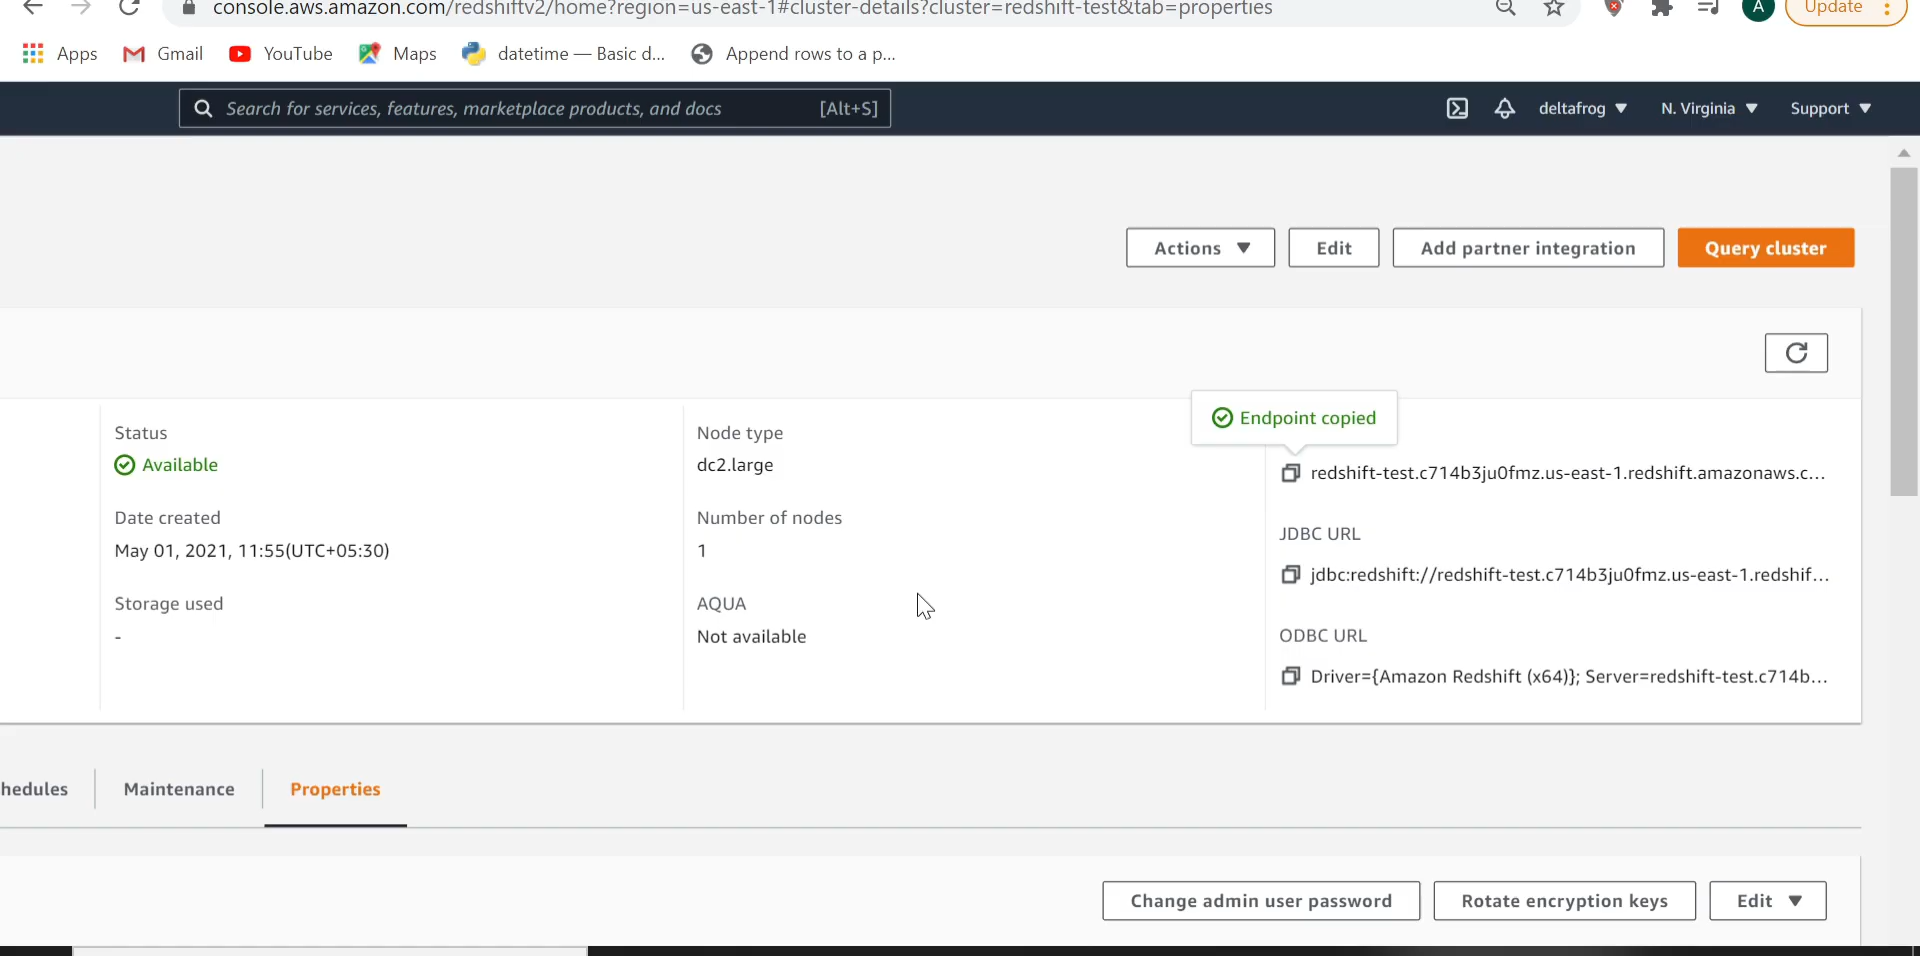 console.aws.amazon.com/redshiftv2/home?region=us-east-1#cluster-details?cluster=redshift-test&tab=properties
A
Update
Apps
Gmail
YouTube
Maps
datetime — Basic d...
Append rows to a p...
Search for services, features, marketplace products, and docs
[Alt+S]
deltafrog
N. Virginia
Support
Actions
Edit
Add partner integration
Query cluster
Endpoint copied
Status
Available
Node type
dc2.large
redshift-test.c714b3ju0fmz.us-east-1.redshift.amazonaws.c...
Date created
May 01, 2021, 11:55(UTC+05:30)
Number of nodes
1
JDBC URL
jdbc:redshift://redshift-test.c714b3ju0fmz.us-east-1.redshif...
Storage used
-
AQUA
Not available
ODBC URL
Driver={Amazon Redshift (x64)}; Server=redshift-test.c714b...
hedules
Maintenance
Properties
Change admin user password
Rotate encryption keys
Edit